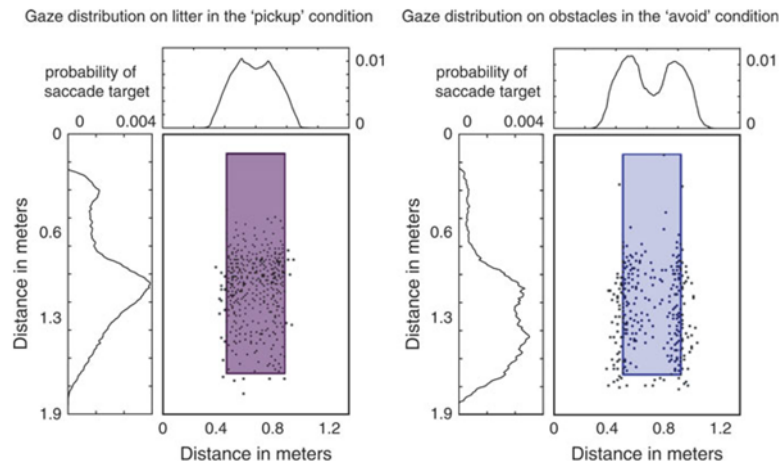 Gaze distribution on litter in the ‘pickup’ condition
probability of
saccade target
0 0.004
0.01
0
0
0.6
1.3
1.9
Distance in meters
0 0.4 0.8 1.2
Distance in meters
Gaze distribution on obstacles in the ‘avoid’ condition
probability of
saccade target
0 0.004
0.01
0
0
0.6
1.3
1.9
Distance in meters
0 0.4 0.8 1.2
Distance in meters